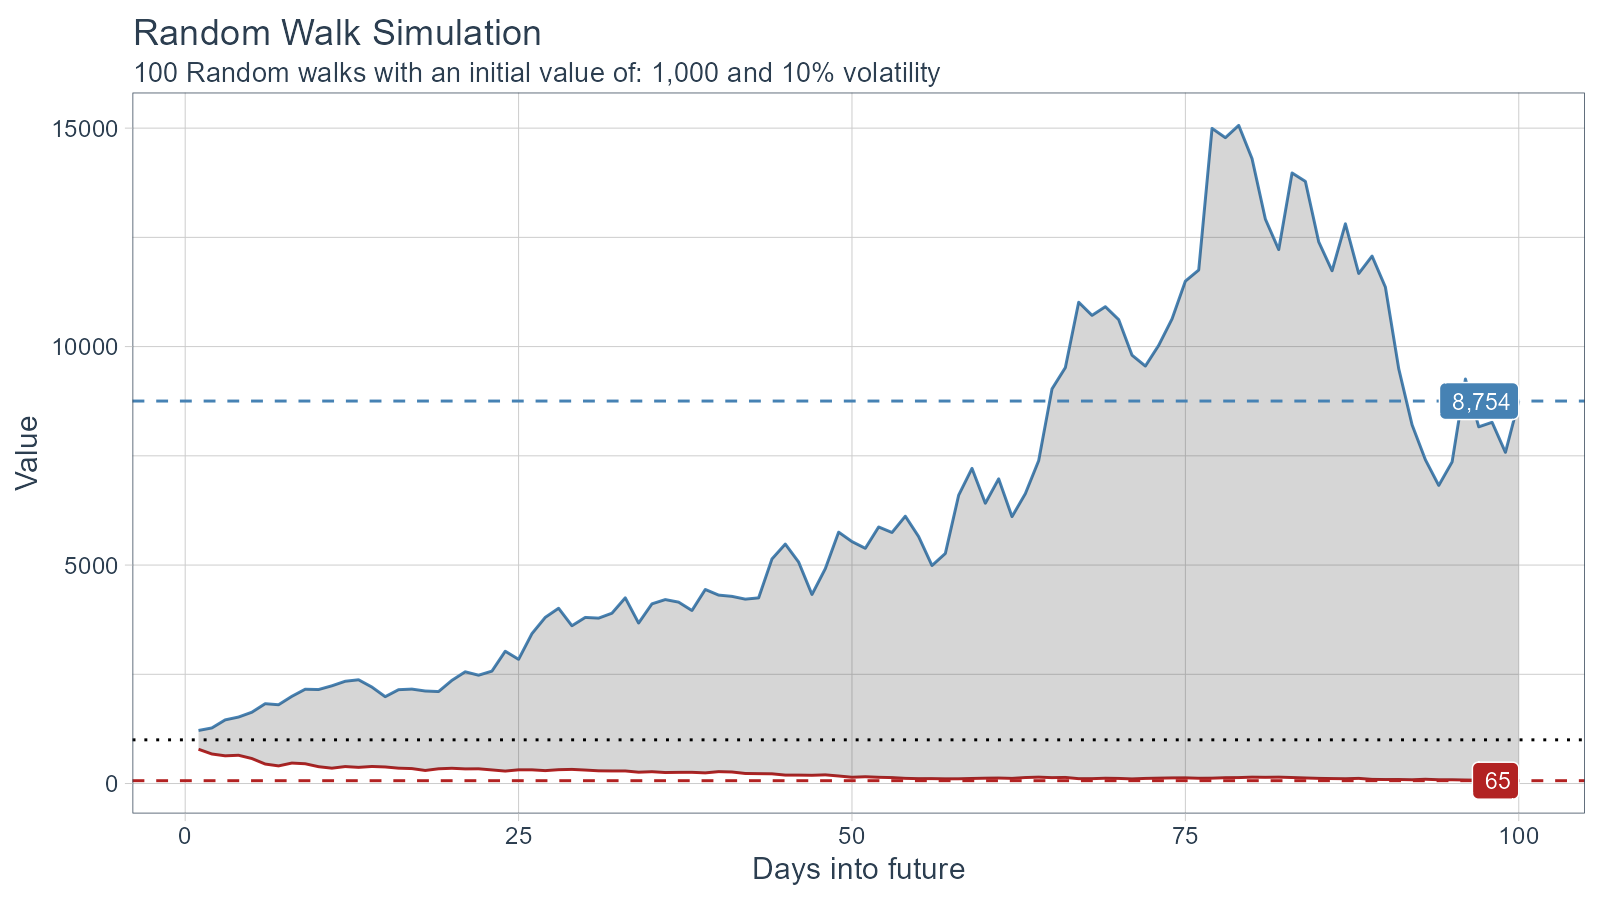 Random Walk Simulation
100 Random walks with an initial value of: 1,000 and 10% volatility
Value
15000
10000
5000
0
8,754
65
0 25 50 75 100
Days into future